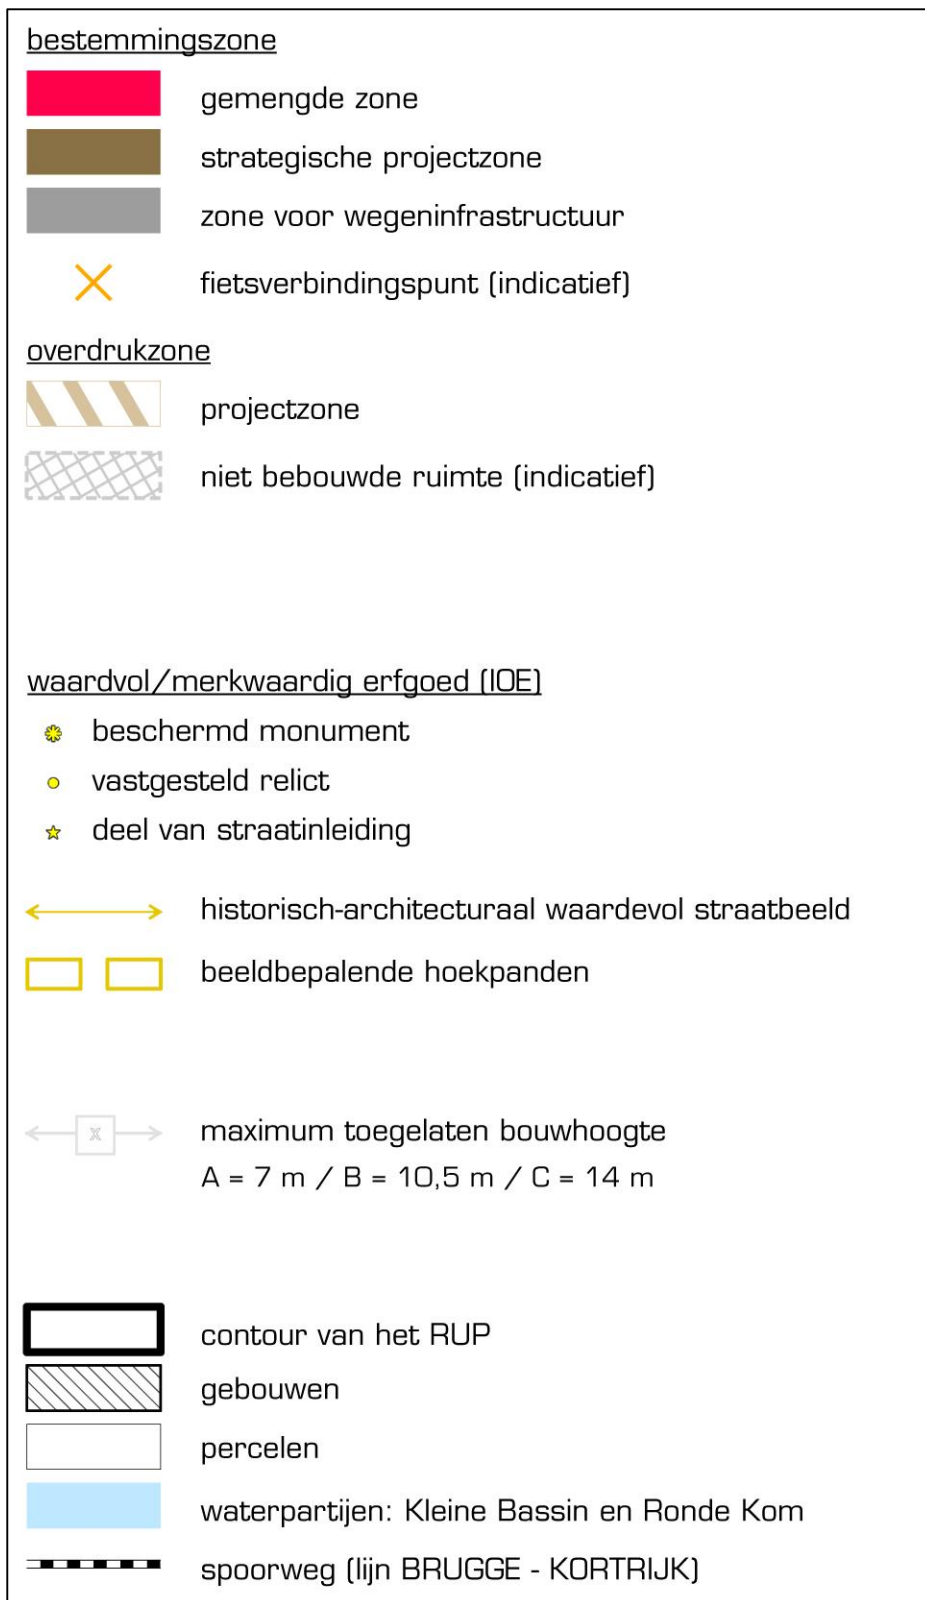 bestemmingszone
gemengde zone
strategische projectzone
zone voor wegeninfrastructuur
fietsverbindingspunt (indicatief)
overdrukzone
projectzone
niet bebouwde ruimte (indicatief)
waardvol/merkwaardig erfgoed (IOE)
beschermd monument
vastgesteld relict
deel van straatinleiding
historisch-architecturaal waardevol straatbeeld
beeldbepalende hoekpanden
x maximum toegelaten bouwhoogte
A = 7 m / B = 10,5 m / C = 14 m
contour van het RUP
gebouwen
percelen
waterpartijen: Kleine Bassin en Ronde Kom
spoorweg (lijn BRUGGE - KORTRIJK)